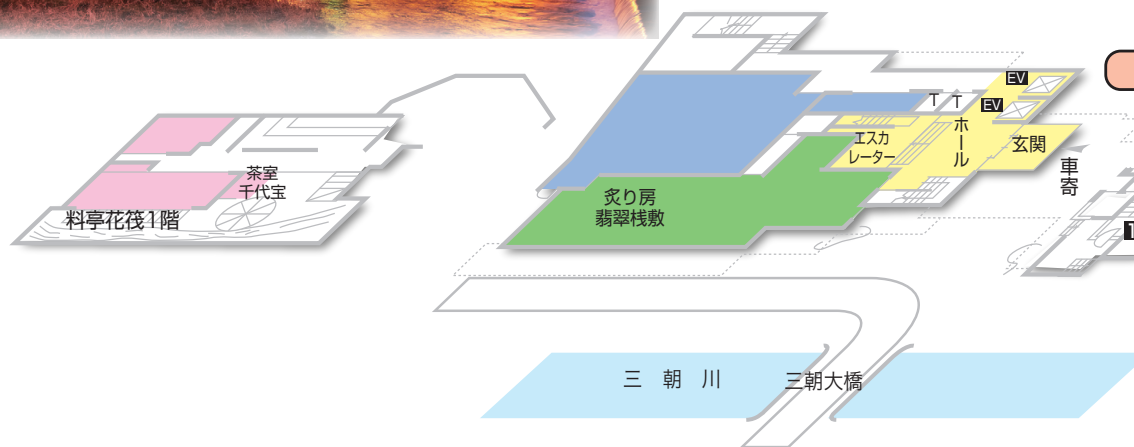 EV
EV
T T
ホール
玄関
エスカ
レーター
車寄
茶室
千代宝
料亭花筏1階
炙り房
翡翠桟敷
三朝川
三朝大橋